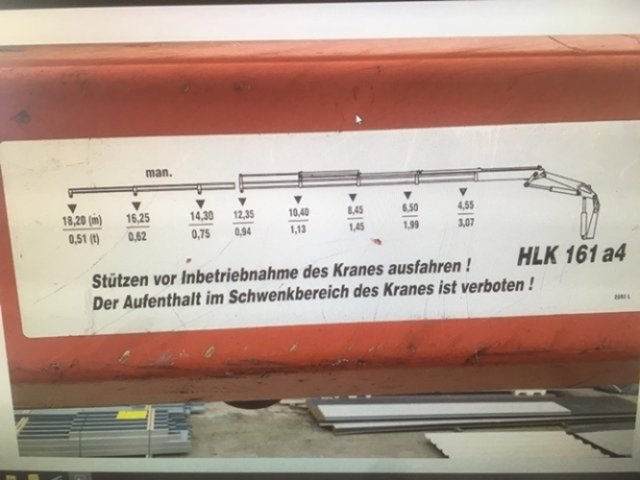 man.
18,20 (m) 16,25 14,30 12,35 10,40 8,45 6,50 4,55
0,51 (t) 0,62 0,75 0,94 1,13 1,45 1,99 3,07
HLK 161 a4
Stützen vor Inbetriebnahme des Kranes ausfahren !
Der Aufenthalt im Schwenkbereich des Kranes ist verboten !